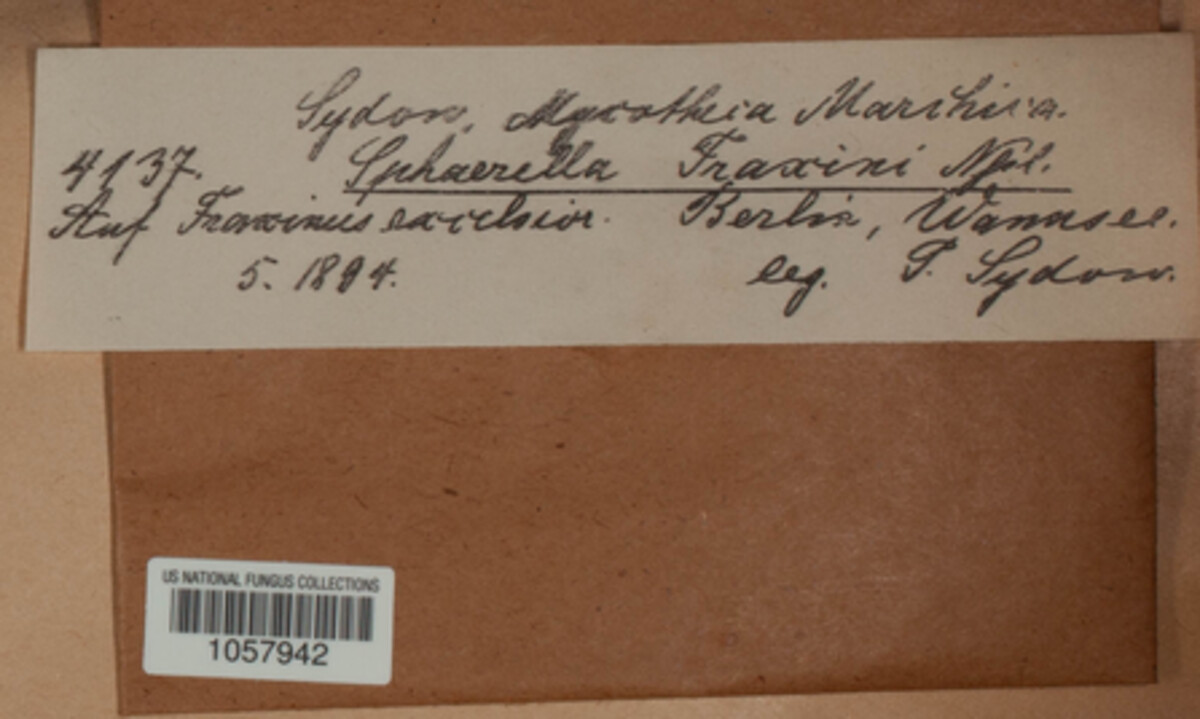 Sydow, Mycotheca Marchica.
4137. Sphaerella Fraxini Npl.
Auf Fraxinus excelsior. Berlin, Wannsee.
5. 1894. leg. P. Sydow.
US NATIONAL FUNGUS COLLECTIONS
1057942